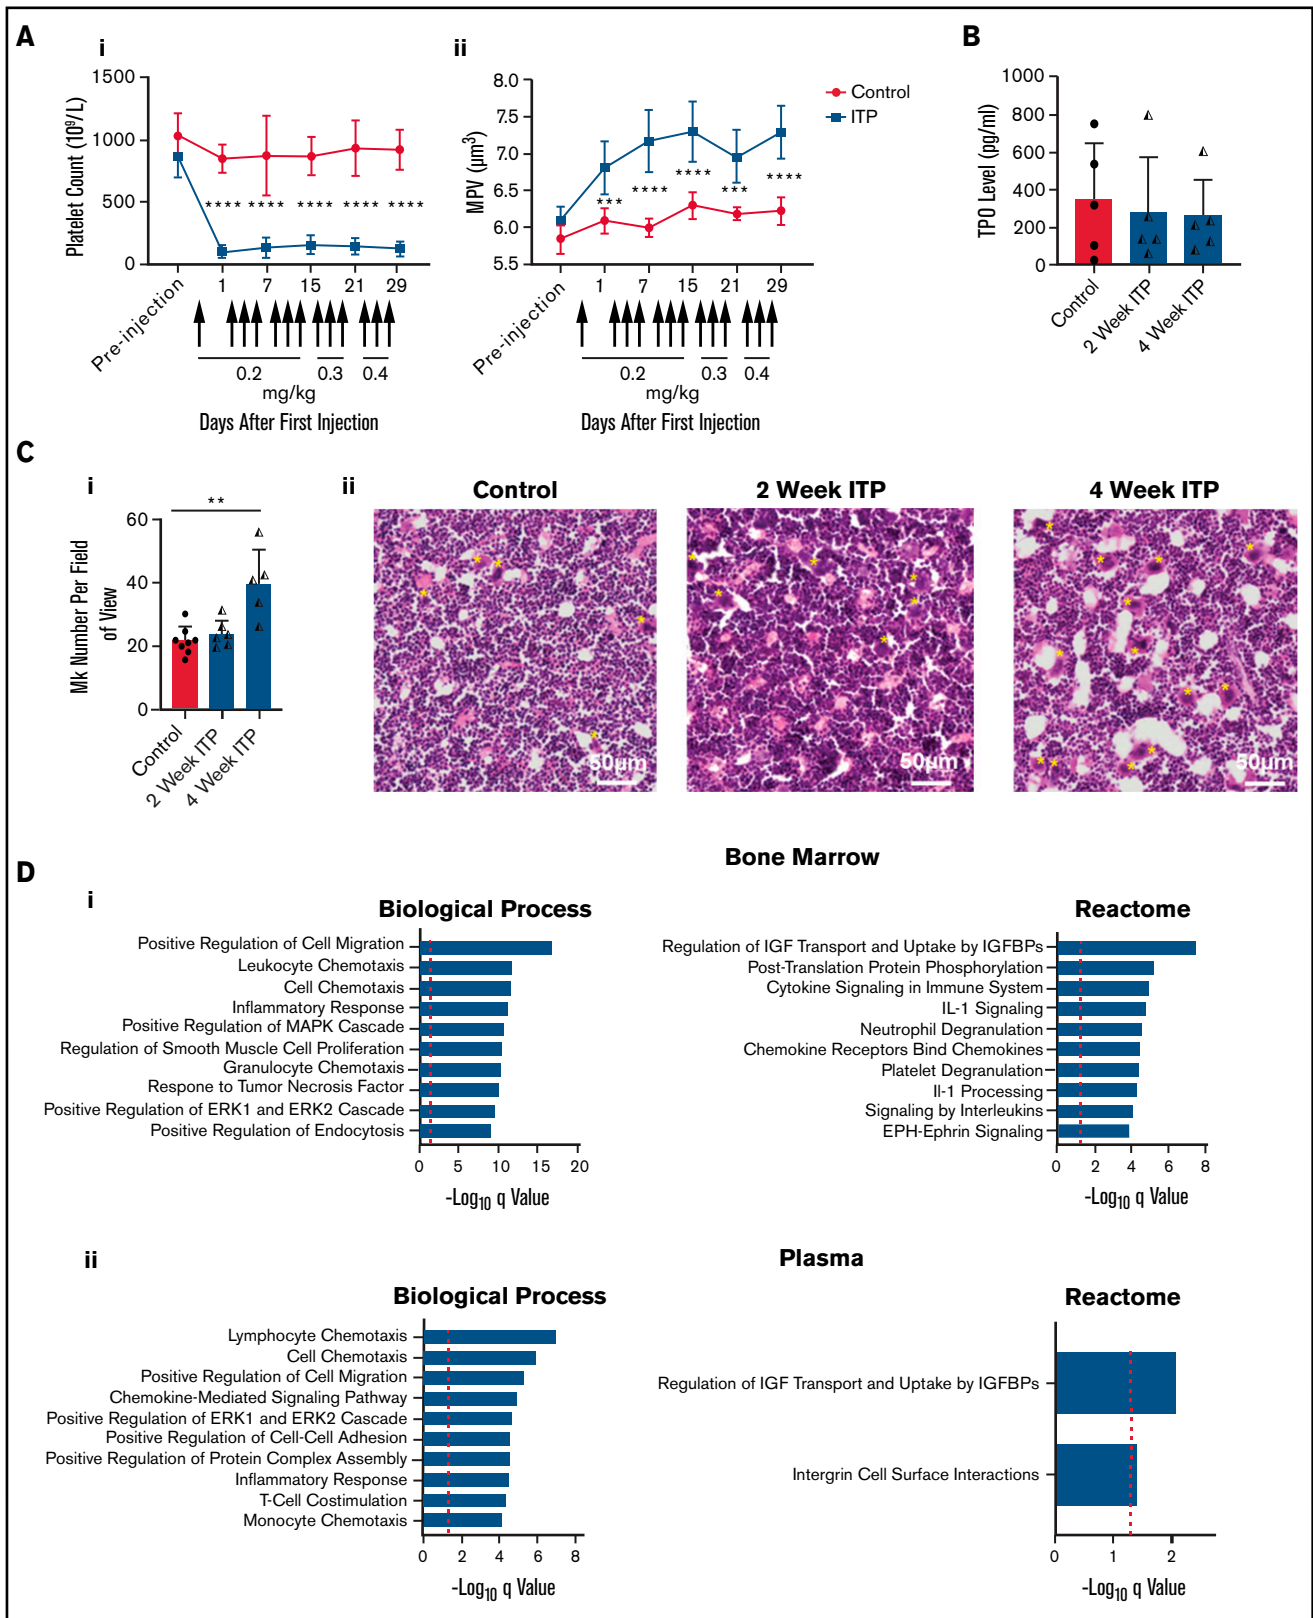 A
i
Platelet Count (10⁹/L)
1500
1000
500
0
**** **** **** **** ****
Pre-injection 1 7 15 21 29
0.2 0.3 0.4
mg/kg
Days After First Injection
ii
MPV (µm³)
8.0
7.5
7.0
6.5
6.0
5.5
*** **** **** *** ****
Pre-injection 1 7 15 21 29
0.2 0.3 0.4
mg/kg
Days After First Injection
Control
ITP
B
TPO Level (pg/ml)
1000
800
600
400
200
0
Control
2 Week ITP
4 Week ITP
C
i
**
Mk Number Per Field
of View
60
40
20
0
Control
2 Week ITP
4 Week ITP
ii
Control
50µm
2 Week ITP
50µm
4 Week ITP
50µm
D
Bone Marrow
i
Biological Process
Positive Regulation of Cell Migration
Leukocyte Chemotaxis
Cell Chemotaxis
Inflammatory Response
Positive Regulation of MAPK Cascade
Regulation of Smooth Muscle Cell Proliferation
Granulocyte Chemotaxis
Respone to Tumor Necrosis Factor
Positive Regulation of ERK1 and ERK2 Cascade
Positive Regulation of Endocytosis
0 5 10 15 20
-Log₁₀ q Value
Reactome
Regulation of IGF Transport and Uptake by IGFBPs
Post-Translation Protein Phosphorylation
Cytokine Signaling in Immune System
IL-1 Signaling
Neutrophil Degranulation
Chemokine Receptors Bind Chemokines
Platelet Degranulation
Il-1 Processing
Signaling by Interleukins
EPH-Ephrin Signaling
0 2 4 6 8
-Log₁₀ q Value
ii
Plasma
Biological Process
Lymphocyte Chemotaxis
Cell Chemotaxis
Positive Regulation of Cell Migration
Chemokine-Mediated Signaling Pathway
Positive Regulation of ERK1 and ERK2 Cascade
Positive Regulation of Cell-Cell Adhesion
Positive Regulation of Protein Complex Assembly
Inflammatory Response
T-Cell Costimulation
Monocyte Chemotaxis
0 2 4 6 8
-Log₁₀ q Value
Reactome
Regulation of IGF Transport and Uptake by IGFBPs
Intergrin Cell Surface Interactions
0 1 2
-Log₁₀ q Value